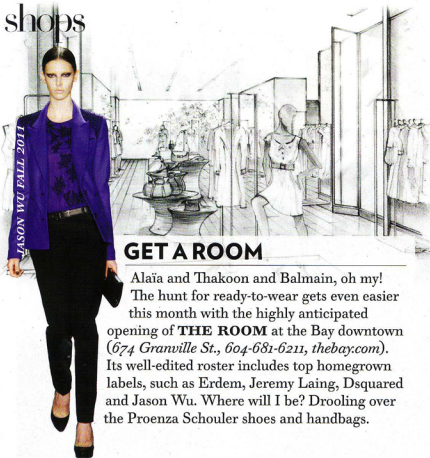 shops
JASON WU FALL 2011
GET A ROOM
Alaïa and Thakoon and Balmain, oh my!
The hunt for ready-to-wear gets even easier
this month with the highly anticipated
opening of THE ROOM at the Bay downtown
(674 Granville St., 604-681-6211, thebay.com).
Its well-edited roster includes top homegrown
labels, such as Erdem, Jeremy Laing, Dsquared
and Jason Wu. Where will I be? Drooling over
the Proenza Schouler shoes and handbags.